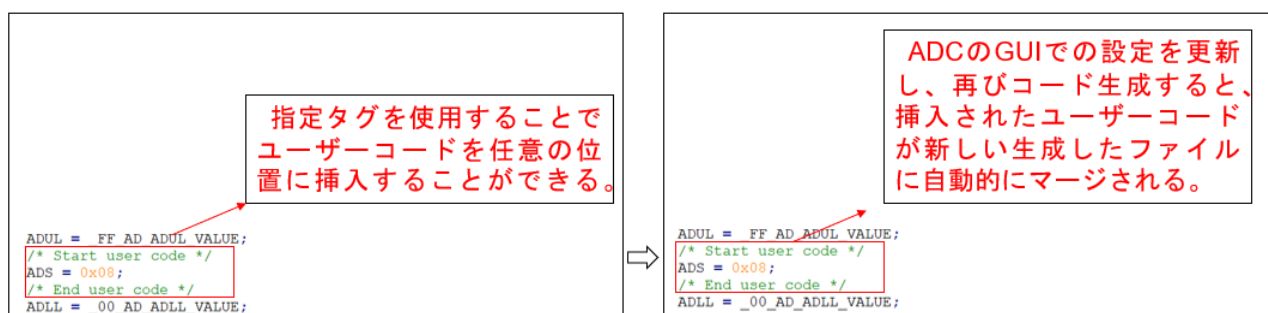 指定タグを使用することで
ユーザーコードを任意の位
置に挿入することができる。
ADUL = _FF_AD_ADUL_VALUE;
/* Start user code */
ADS = 0x08;
/* End user code */
ADLL = _00_AD_ADLL_VALUE;
ADCのGUIでの設定を更新
し、再びコード生成すると、
挿入されたユーザーコード
が新しい生成したファイル
に自動的にマージされる。
ADUL = _FF_AD_ADUL_VALUE;
/* Start user code */
ADS = 0x08;
/* End user code */
ADLL = _00_AD_ADLL_VALUE;